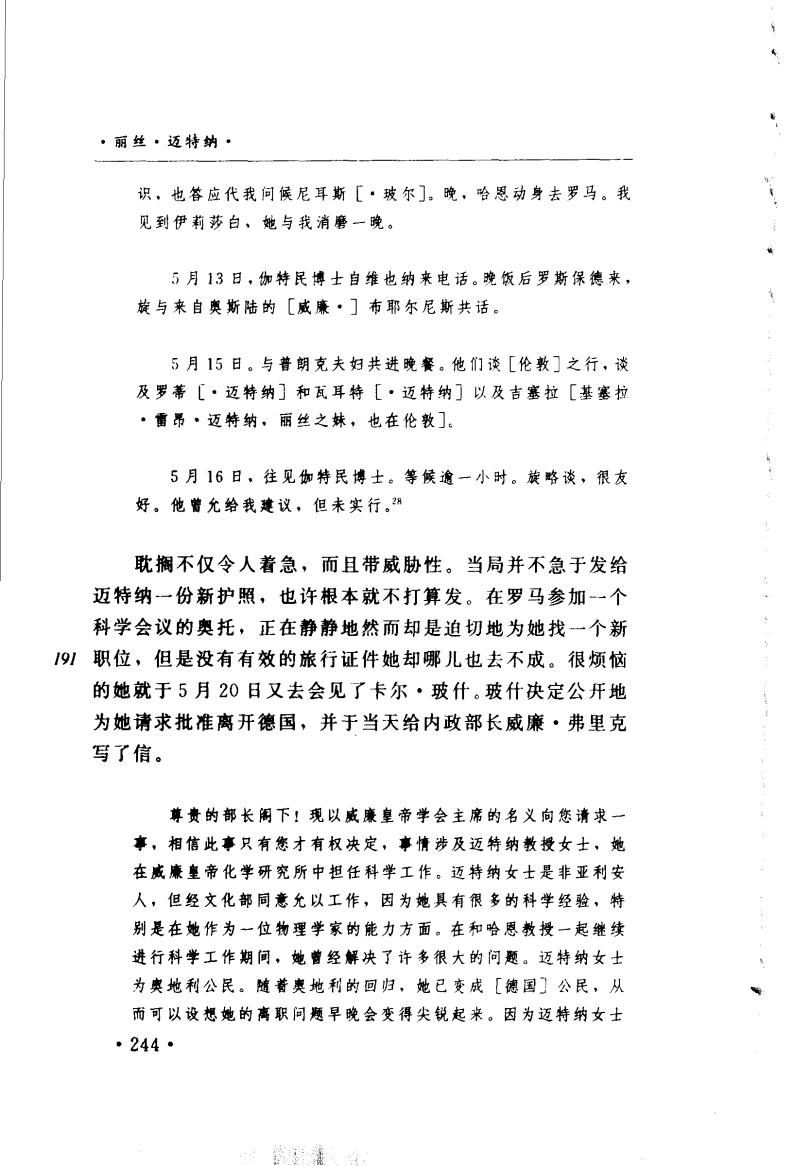 ·丽丝·迈特纳·
识，也答应代我问候尼耳斯［·玻尔］。晚，哈恩动身去罗马。我
见到伊莉莎白，她与我消磨一晚。
5月13日，伽特民博士自维也纳来电话。晚饭后罗斯保德来，
旋与来自奥斯陆的［威廉·］布耶尔尼斯共话。
5月15日。与普朗克夫妇共进晚餐。他们谈［伦敦］之行，谈
及罗蒂［·迈特纳］和瓦耳特［·迈特纳］以及吉塞拉［基塞拉
·雷昂·迈特纳，丽丝之妹，也在伦敦］。
5月16日，往见伽特民博士。等候逾一小时。旋略谈，很友
好。他曾允给我建议，但未实行。28
耽搁不仅令人着急，而且带威胁性。当局并不急于发给
迈特纳一份新护照，也许根本就不打算发。在罗马参加一个
科学会议的奥托，正在静静地然而却是迫切地为她找一个新
191 职位，但是没有有效的旅行证件她却哪儿也去不成。很烦恼
的她就于5月20日又去会见了卡尔·玻什。玻什决定公开地
为她请求批准离开德国，并于当天给内政部长威廉·弗里克
写了信。
尊贵的部长阁下！现以威廉皇帝学会主席的名义向您请求一
事，相信此事只有您才有权决定，事情涉及迈特纳教授女士，她
在威廉皇帝化学研究所中担任科学工作。迈特纳女士是非亚利安
人，但经文化部同意允以工作，因为她具有很多的科学经验，特
别是在她作为一位物理学家的能力方面。在和哈恩教授一起继续
进行科学工作期间，她曾经解决了许多很大的问题。迈特纳女士
为奥地利公民。随着奥地利的回归，她已变成［德国］公民，从
而可以设想她的离职问题早晚会变得尖锐起来。因为迈特纳女士
·244·